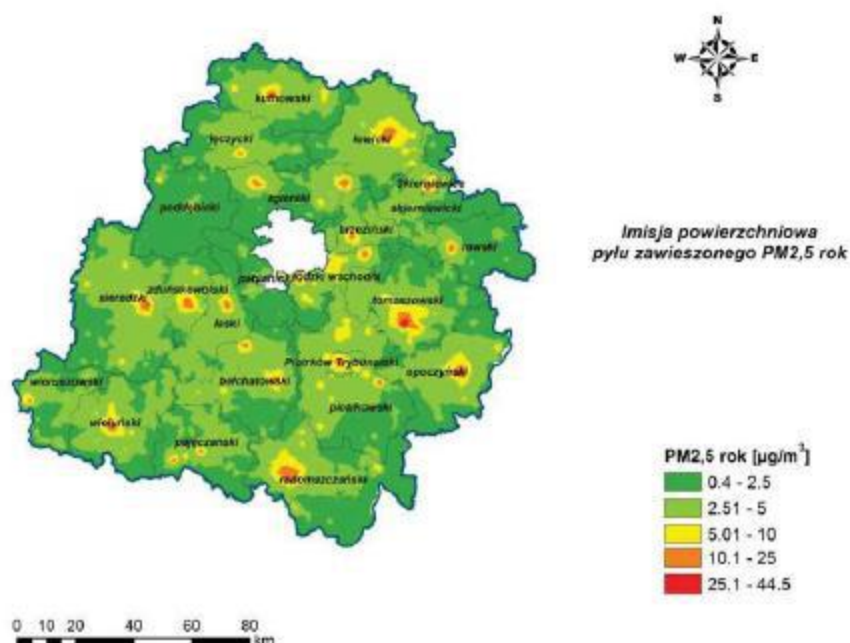 N
W E
S
kutnowski
łęczycki
łowicki
Skierniewice
skierniewicki
zgierski
poddębicki
brzeziński
rawski
Imisja powierzchniowa
pyłu zawieszonego PM2,5 rok
pabianicki łódzki wschodni
sieradzki
zduńskowolski
łaski
tomaszowski
Piotrków Trybunalski
opoczyński
bełchatowski
wieruszowski
piotrkowski
wieluński
pajęczański
radomszczański
PM2,5 rok [µg/m³]
0.4 - 2.5
2.51 - 5
5.01 - 10
10.1 - 25
25.1 - 44.5
0 10 20 40 60 80
km